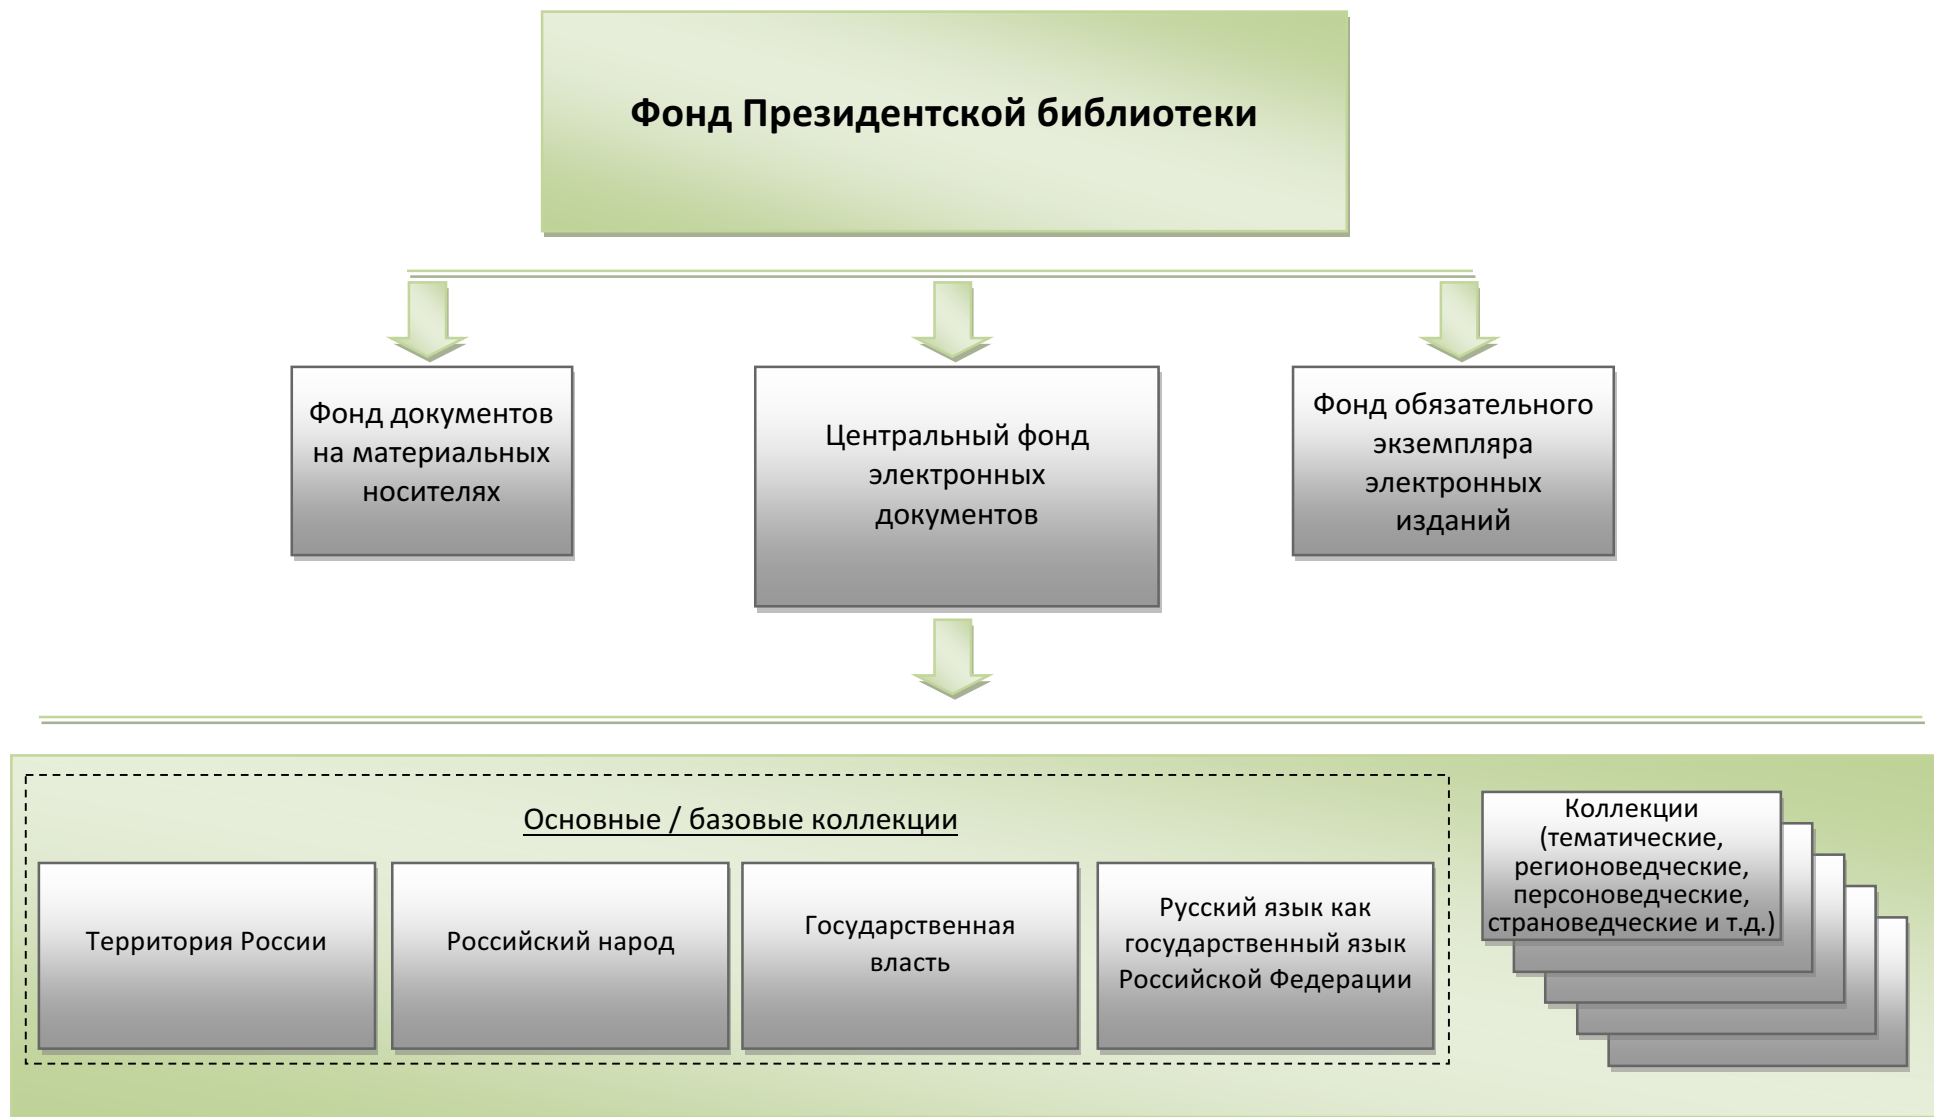 Фонд Президентской библиотеки
Фонд документов
на материальных
носителях
Центральный фонд
электронных
документов
Фонд обязательного
экземпляра
электронных
изданий
Основные / базовые коллекции
Территория России
Российский народ
Государственная
власть
Русский язык как
государственный язык
Российской Федерации
Коллекции
(тематические,
регионоведческие,
персоноведческие,
страноведческие и т.д.)